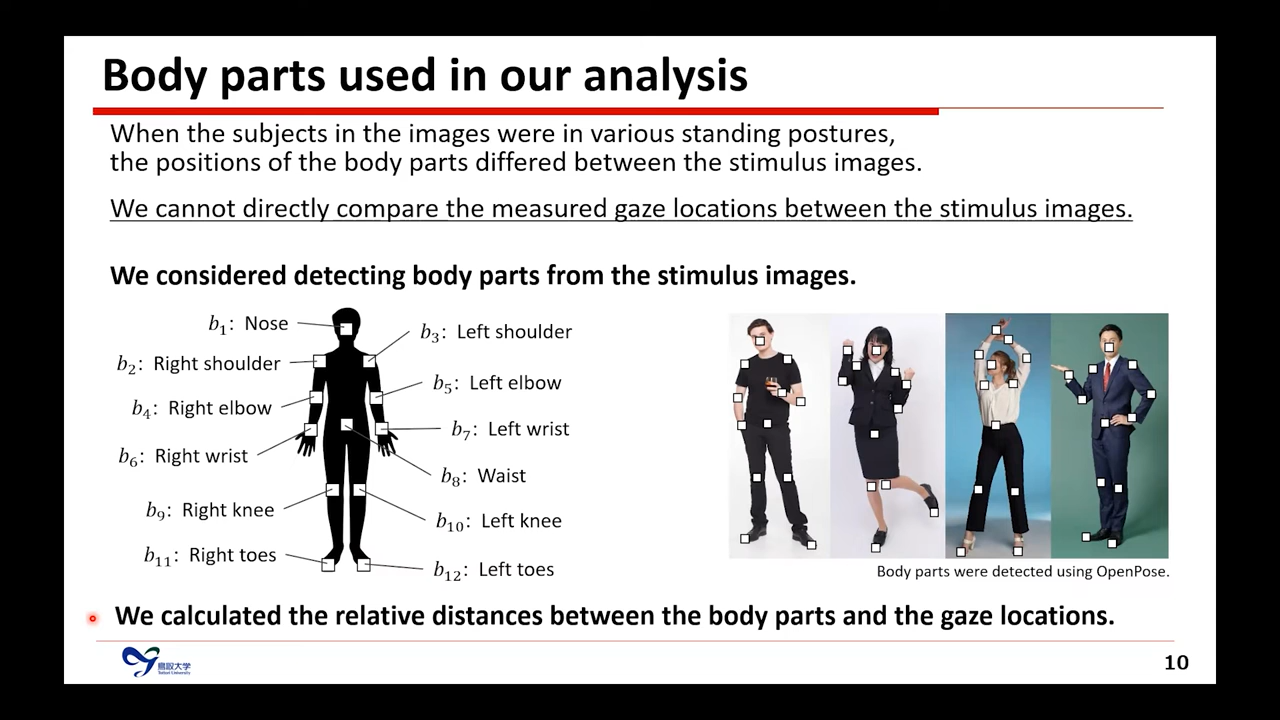 Body parts used in our analysis
When the subjects in the images were in various standing postures,
the positions of the body parts differed between the stimulus images.
We cannot directly compare the measured gaze locations between the stimulus images.
We considered detecting body parts from the stimulus images.
b₁: Nose
b₂: Right shoulder
b₄: Right elbow
b₆: Right wrist
b₉: Right knee
b₁₁: Right toes
b₃: Left shoulder
b₅: Left elbow
b₇: Left wrist
b₈: Waist
b₁₀: Left knee
b₁₂: Left toes
Body parts were detected using OpenPose.
We calculated the relative distances between the body parts and the gaze locations.
鳥取大学
Tottori University
10